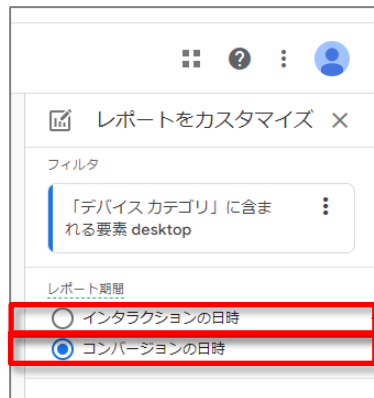 レポートをカスタマイズ
フィルタ
「デバイス カテゴリ」に含ま
れる要素 desktop
レポート期間
インタラクションの日時
コンバージョンの日時